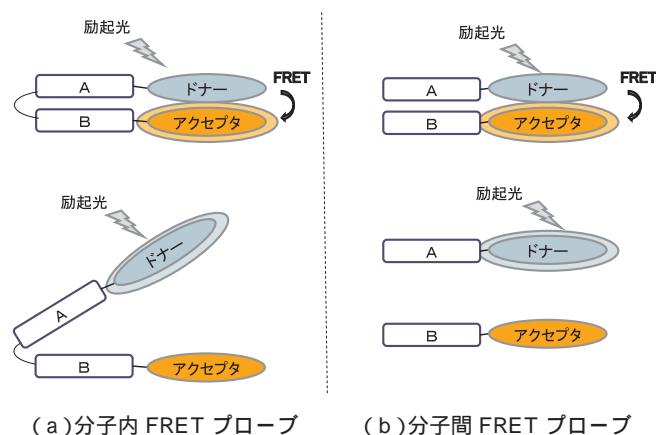 励起光
A
ドナー
FRET
B
アクセプタ
励起光
ドナー
A
B
アクセプタ
(a)分子内 FRET プローブ
励起光
A
ドナー
FRET
B
アクセプタ
励起光
A
ドナー
B
アクセプタ
(b)分子間 FRET プローブ